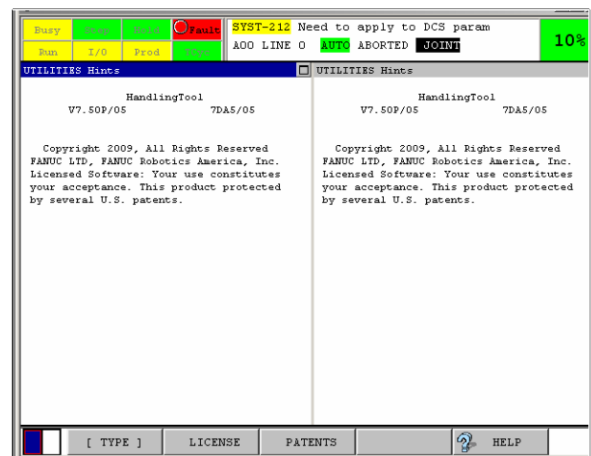 Busy Step Hold Fault SYST-212 Need to apply to DCS param
Run I/O Prod TCyc A00 LINE 0 AUTO ABORTED JOINT 10%
UTILITIES Hints
HandlingTool
V7.50P/05 7DA5/05
Copyright 2009, All Rights Reserved
FANUC LTD, FANUC Robotics America, Inc.
Licensed Software: Your use constitutes
your acceptance. This product protected
by several U.S. patents.
UTILITIES Hints
HandlingTool
V7.50P/05 7DA5/05
Copyright 2009, All Rights Reserved
FANUC LTD, FANUC Robotics America, Inc.
Licensed Software: Your use constitutes
your acceptance. This product protected
by several U.S. patents.
[ TYPE ] LICENSE PATENTS HELP